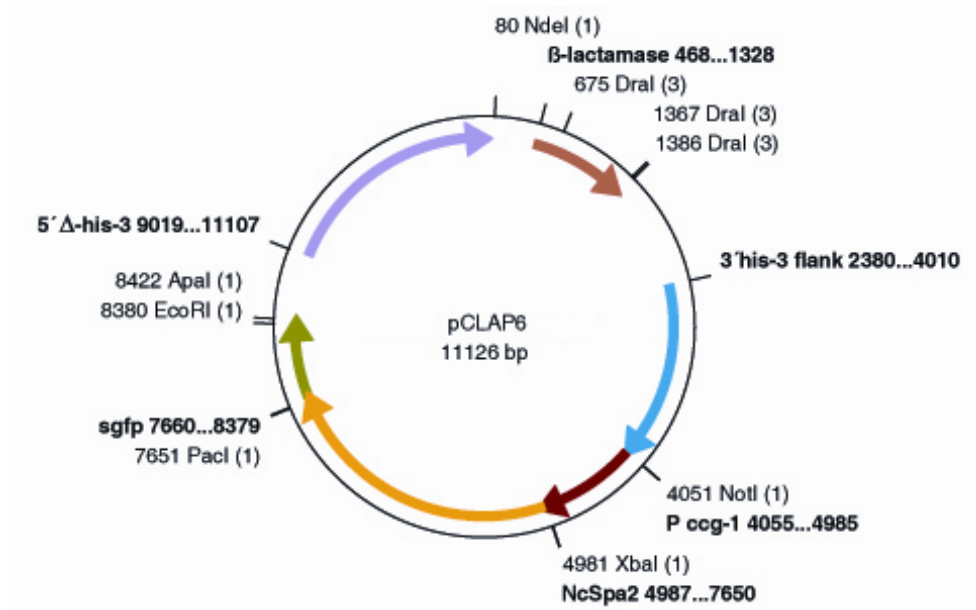 80 NdeI (1)
ß-lactamase 468...1328
675 DraI (3)
1367 DraI (3)
1386 DraI (3)
5´Δ-his-3 9019...11107
3´his-3 flank 2380...4010
8422 ApaI (1)
8380 EcoRI (1)
pCLAP6
11126 bp
sgfp 7660...8379
7651 PacI (1)
4051 NotI (1)
P ccg-1 4055...4985
4981 XbaI (1)
NcSpa2 4987...7650